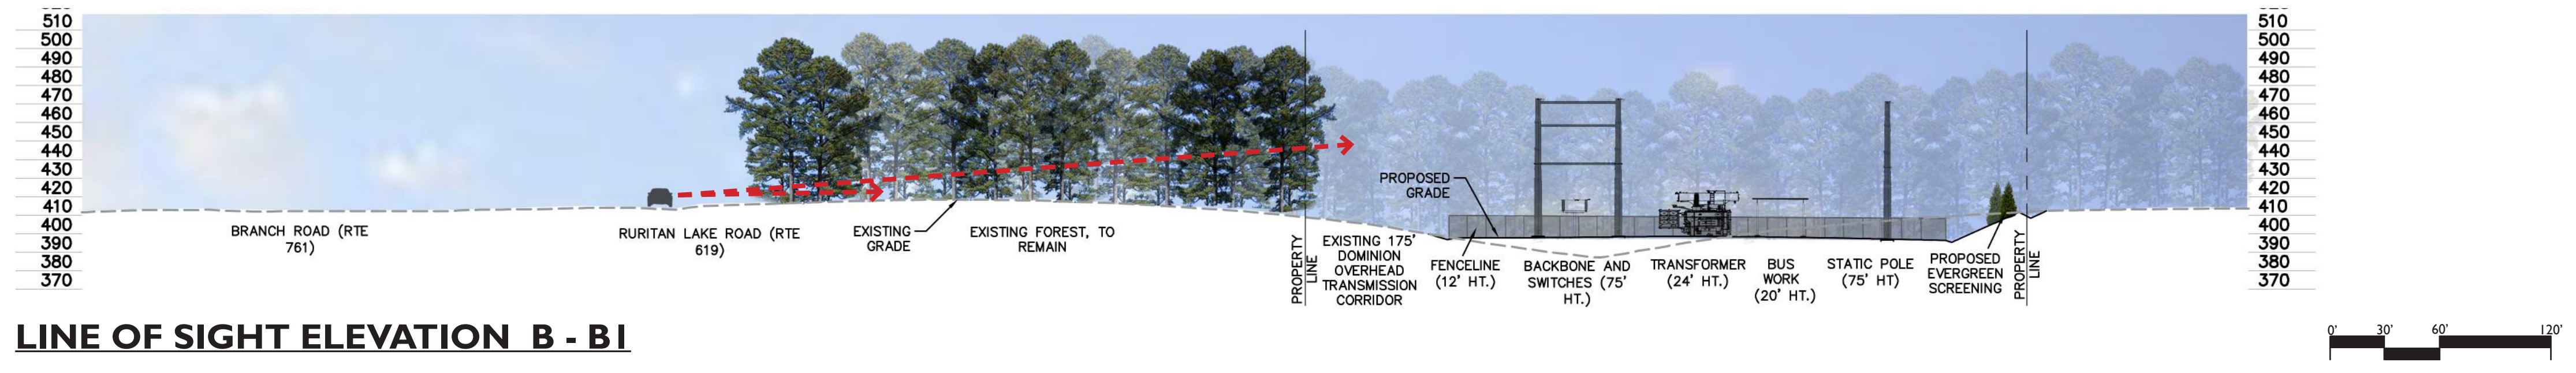 510
500
490
480
470
460
450
440
430
420
410
400
390
380
370
BRANCH ROAD (RTE
761)
RURITAN LAKE ROAD (RTE
619)
EXISTING
GRADE
EXISTING FOREST, TO
REMAIN
PROPERTY
LINE
EXISTING 175'
DOMINION
OVERHEAD
TRANSMISSION
CORRIDOR
PROPOSED
GRADE
FENCELINE
(12' HT.)
BACKBONE AND
SWITCHES (75'
HT.)
TRANSFORMER
(24' HT.)
BUS
WORK
(20' HT.)
STATIC POLE
(75' HT)
PROPOSED
EVERGREEN
SCREENING
PROPERTY
LINE
510
500
490
480
470
460
450
440
430
420
410
400
390
380
370
LINE OF SIGHT ELEVATION B - B1
0' 30' 60' 120'